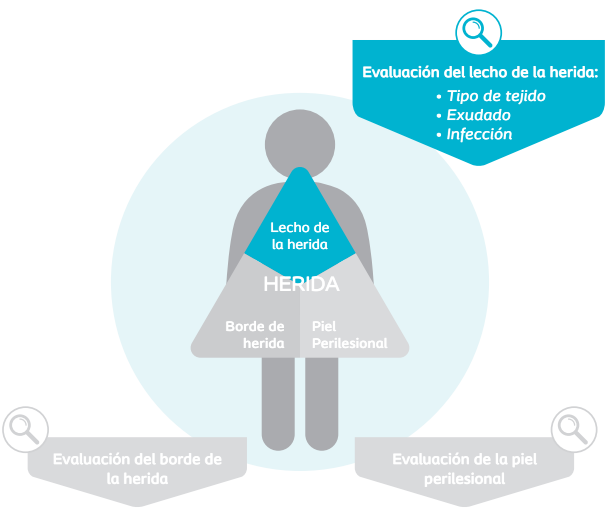 Evaluación del lecho de la herida:
• Tipo de tejido
• Exudado
• Infección
Lecho de
la herida
HERIDA
Borde de
herida
Piel
Perilesional
Evaluación del borde de
la herida
Evaluación de la piel
perilesional